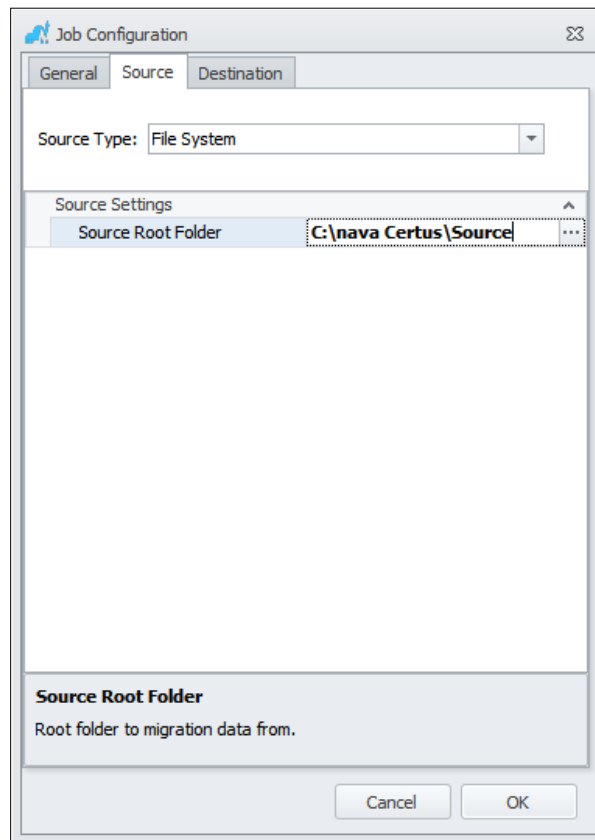 Job Configuration
General Source Destination
Source Type: File System
Source Settings
Source Root Folder C:\nava Certus\Source ...
Source Root Folder
Root folder to migration data from.
Cancel OK